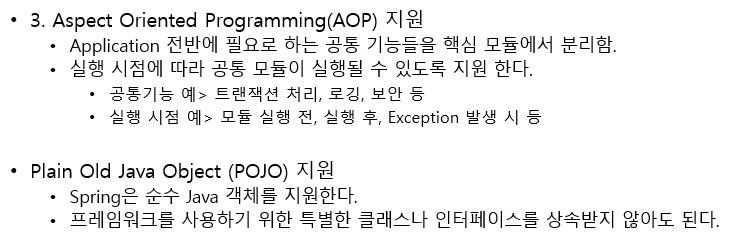 • 3. Aspect Oriented Programming(AOP) 지원
• Application 전반에 필요로 하는 공통 기능들을 핵심 모듈에서 분리함.
• 실행 시점에 따라 공통 모듈이 실행될 수 있도록 지원 한다.
• 공통기능 예> 트랜잭션 처리, 로깅, 보안 등
• 실행 시점 예> 모듈 실행 전, 실행 후, Exception 발생 시 등
• Plain Old Java Object (POJO) 지원
• Spring은 순수 Java 객체를 지원한다.
• 프레임워크를 사용하기 위한 특별한 클래스나 인터페이스를 상속받지 않아도 된다.